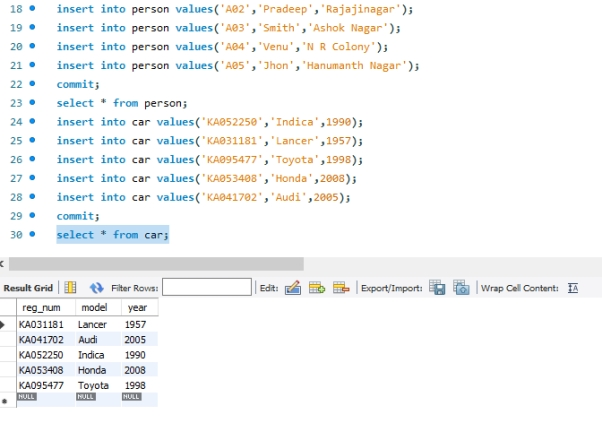 18 insert into person values('A02','Pradeep','Rajajinagar');
19 insert into person values('A03','Smith','Ashok Nagar');
20 insert into person values('A04','Venu','N R Colony');
21 insert into person values('A05','Jhon','Hanumanth Nagar');
22 commit;
23 select * from person;
24 insert into car values('KA052250','Indica',1990);
25 insert into car values('KA031181','Lancer',1957);
26 insert into car values('KA095477','Toyota',1998);
27 insert into car values('KA053408','Honda',2008);
28 insert into car values('KA041702','Audi',2005);
29 commit;
30 select * from car;
Result Grid Filter Rows: Edit: Export/Import: Wrap Cell Content: IA
reg_num model year
KA031181 Lancer 1957
KA041702 Audi 2005
KA052250 Indica 1990
KA053408 Honda 2008
KA095477 Toyota 1998
NULL NULL NULL